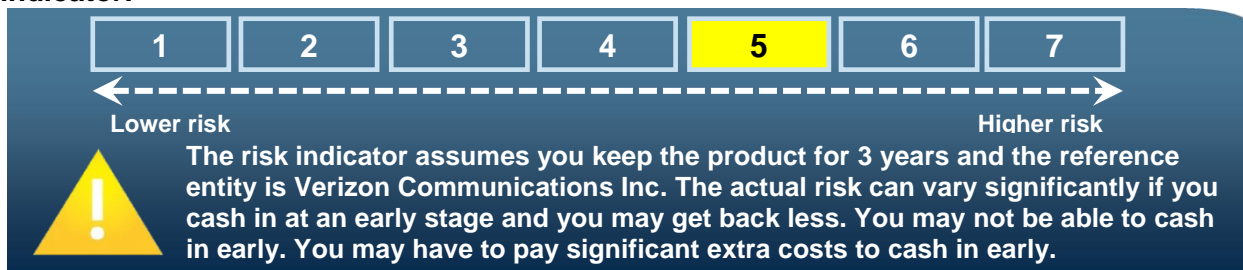 1 2 3 4 5 6 7
Lower risk Higher risk
The risk indicator assumes you keep the product for 3 years and the reference
entity is Verizon Communications Inc. The actual risk can vary significantly if you
cash in at an early stage and you may get back less. You may not be able to cash
in early. You may have to pay significant extra costs to cash in early.